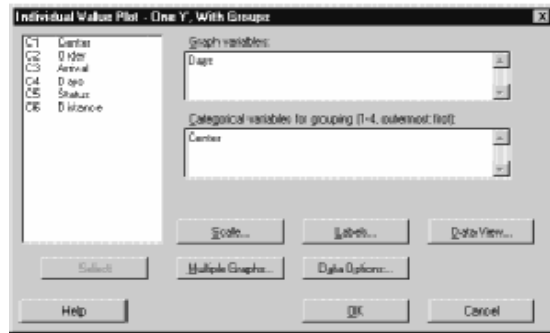 Individual Value Plot - One Y, With Groups
C1 Center
C2 Order
C3 Arrival
C4 Days
C5 Status
C6 Distance
Graph variables:
Days
Categorical variables for grouping (1-4, outermost first):
Center
Scale...
Labels...
Data View...
Select
Multiple Graphs...
Data Options...
Help
OK
Cancel